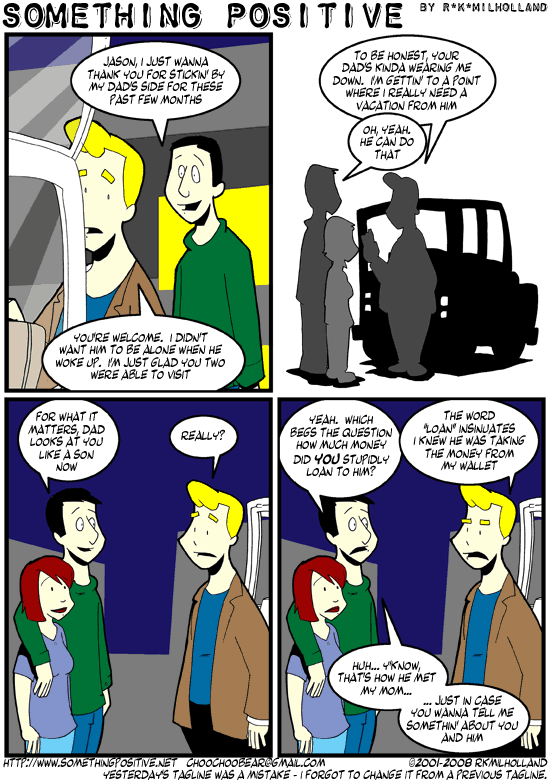 SOMETHING POSITIVE BY R*K*MILHOLLAND
JASON, I JUST WANNA
THANK YOU FOR STICKIN' BY
MY DAD'S SIDE FOR THESE
PAST FEW MONTHS
YOU'RE WELCOME. I DIDN'T
WANT HIM TO BE ALONE WHEN HE
WOKE UP. I'M JUST GLAD YOU TWO
WERE ABLE TO VISIT
TO BE HONEST, YOUR
DAD'S KINDA WEARING ME
DOWN. I'M GETTIN' TO A POINT
WHERE I REALLY NEED A
VACATION FROM HIM
OH, YEAH.
HE CAN DO
THAT
FOR WHAT IT
MATTERS, DAD
LOOKS AT YOU
LIKE A SON
NOW
REALLY?
YEAH. WHICH
BEGS THE QUESTION
HOW MUCH MONEY
DID YOU STUPIDLY
LOAN TO HIM?
THE WORD
"LOAN" INSINUATES
I KNEW HE WAS TAKING
THE MONEY FROM
MY WALLET
HUH... Y'KNOW,
THAT'S HOW HE MET
MY MOM...
... JUST IN CASE
YOU WANNA TELL ME
SOMETHIN' ABOUT YOU
AND HIM
HTTP://WWW.SOMETHINGPOSITIVE.NET CHOOCHOOBEAR@GMAIL.COM ©2001-2008 RKMILHOLLAND
YESTERDAY'S TAGLINE WAS A MISTAKE - I FORGOT TO CHANGE IT FROM A PREVIOUS TAGLINE